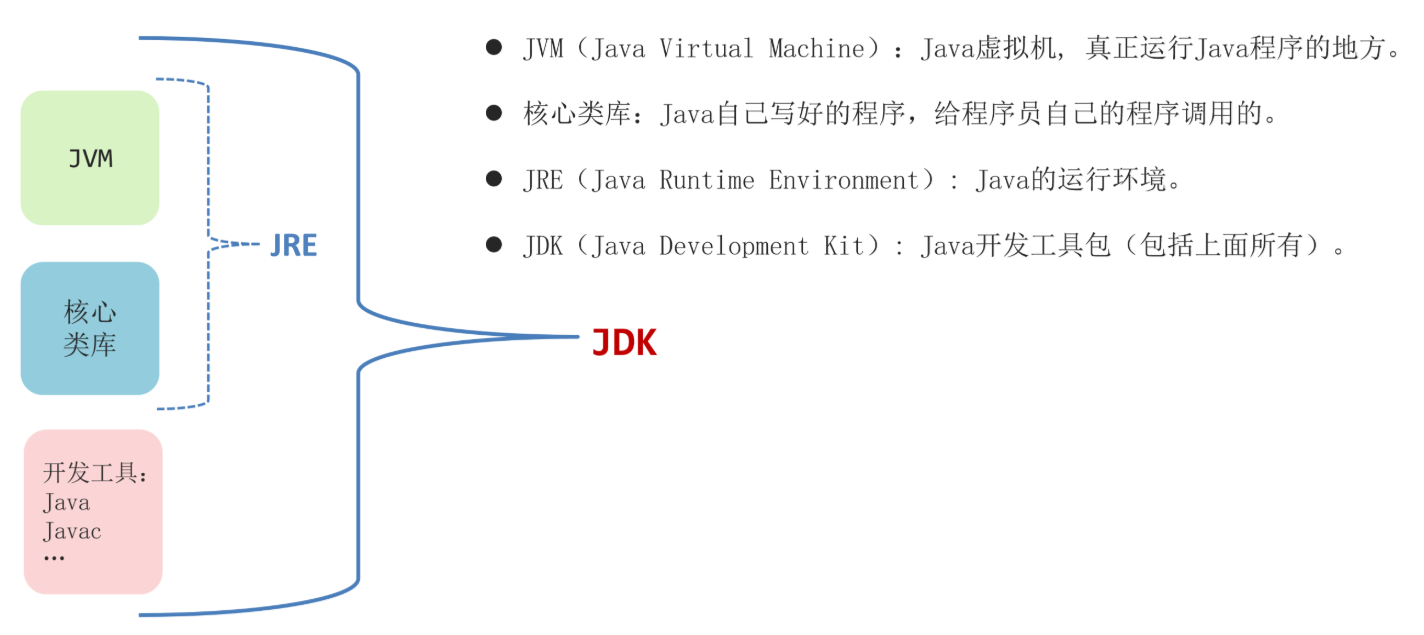 JVM
核心
类库
开发工具：
Java
Javac
…
JRE
JDK
● JVM（Java Virtual Machine）：Java虚拟机, 真正运行Java程序的地方。
● 核心类库：Java自己写好的程序，给程序员自己的程序调用的。
● JRE（Java Runtime Environment）: Java的运行环境。
● JDK（Java Development Kit）: Java开发工具包（包括上面所有）。